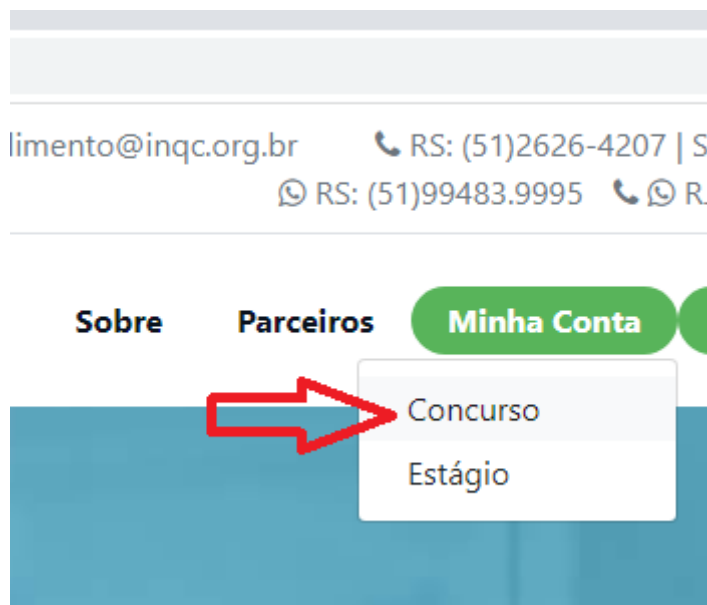 limento@inqc.org.br RS: (51)2626-4207 | S
RS: (51)99483.9995 R
Sobre Parceiros Minha Conta
Concurso
Estágio